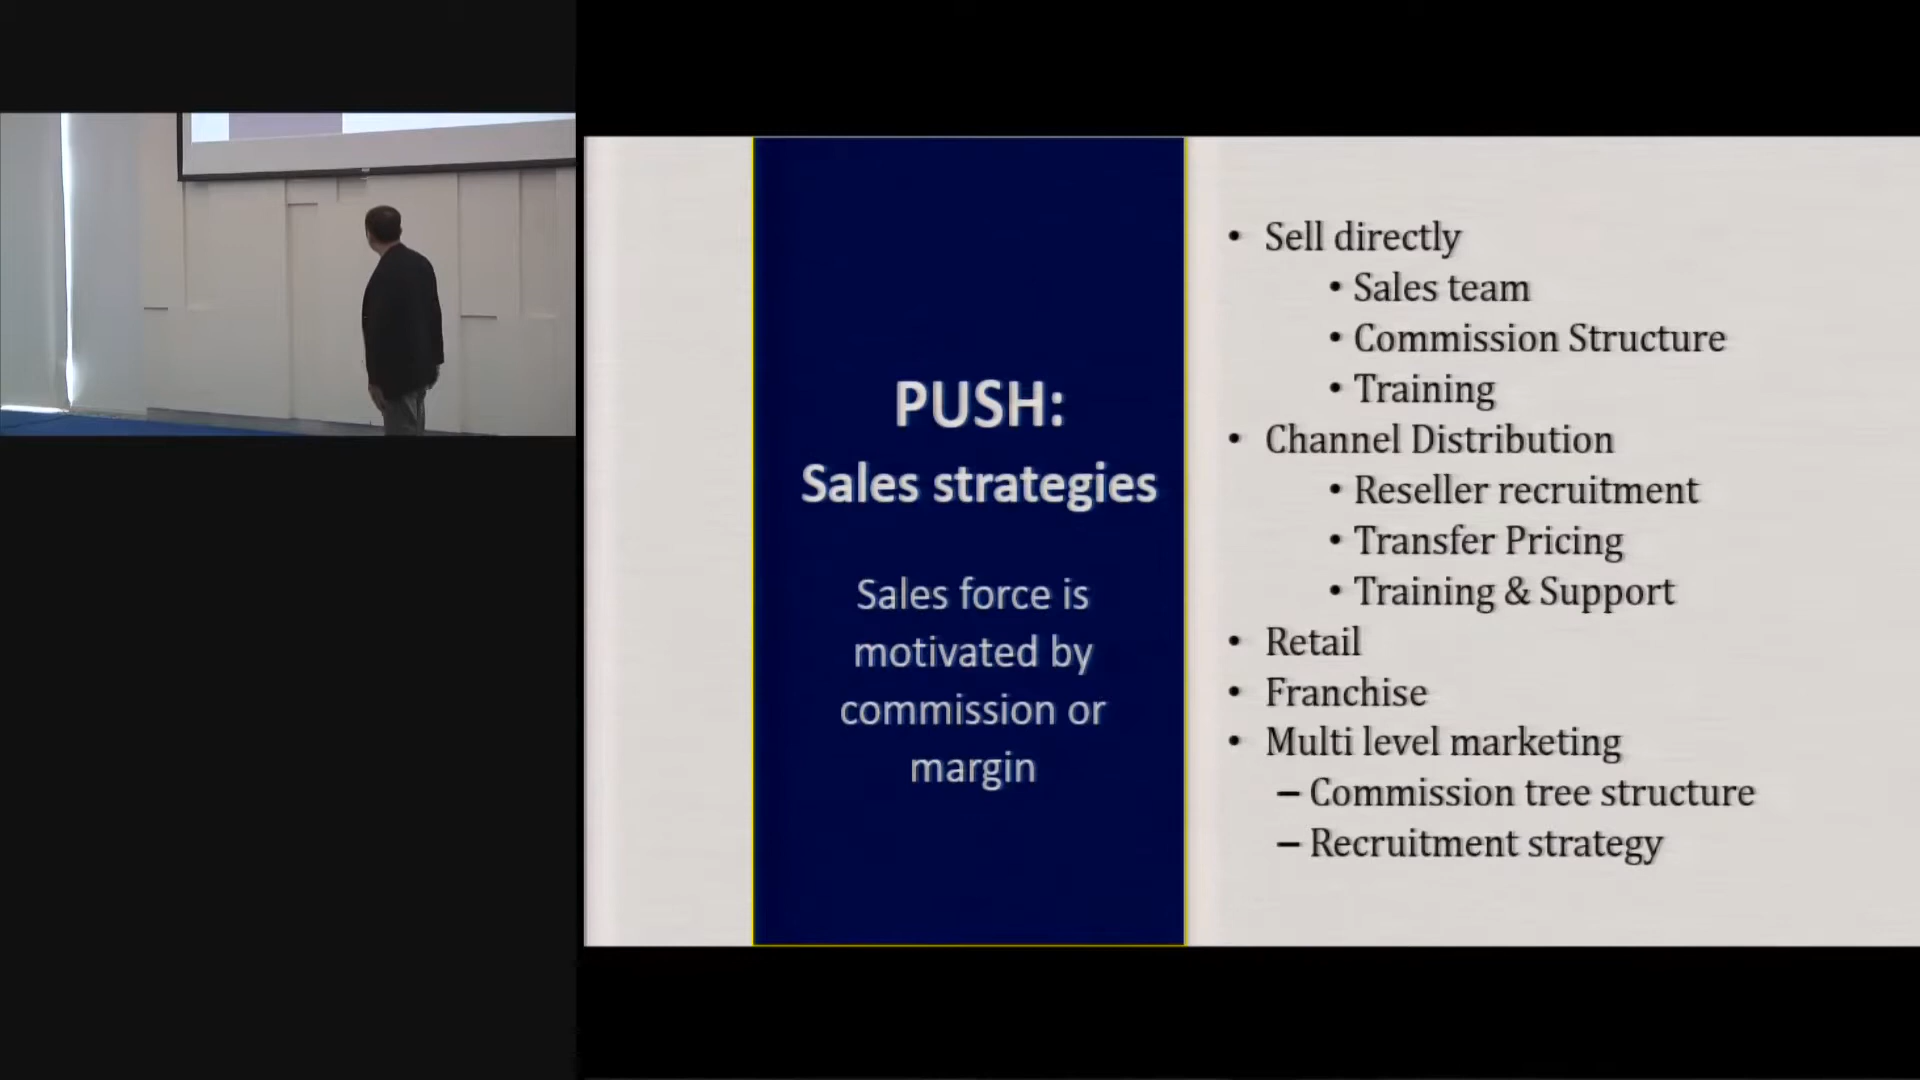 PUSH:
Sales strategies
Sales force is
motivated by
commission or
margin
• Sell directly
• Sales team
• Commission Structure
• Training
• Channel Distribution
• Reseller recruitment
• Transfer Pricing
• Training & Support
• Retail
• Franchise
• Multi level marketing
– Commission tree structure
– Recruitment strategy